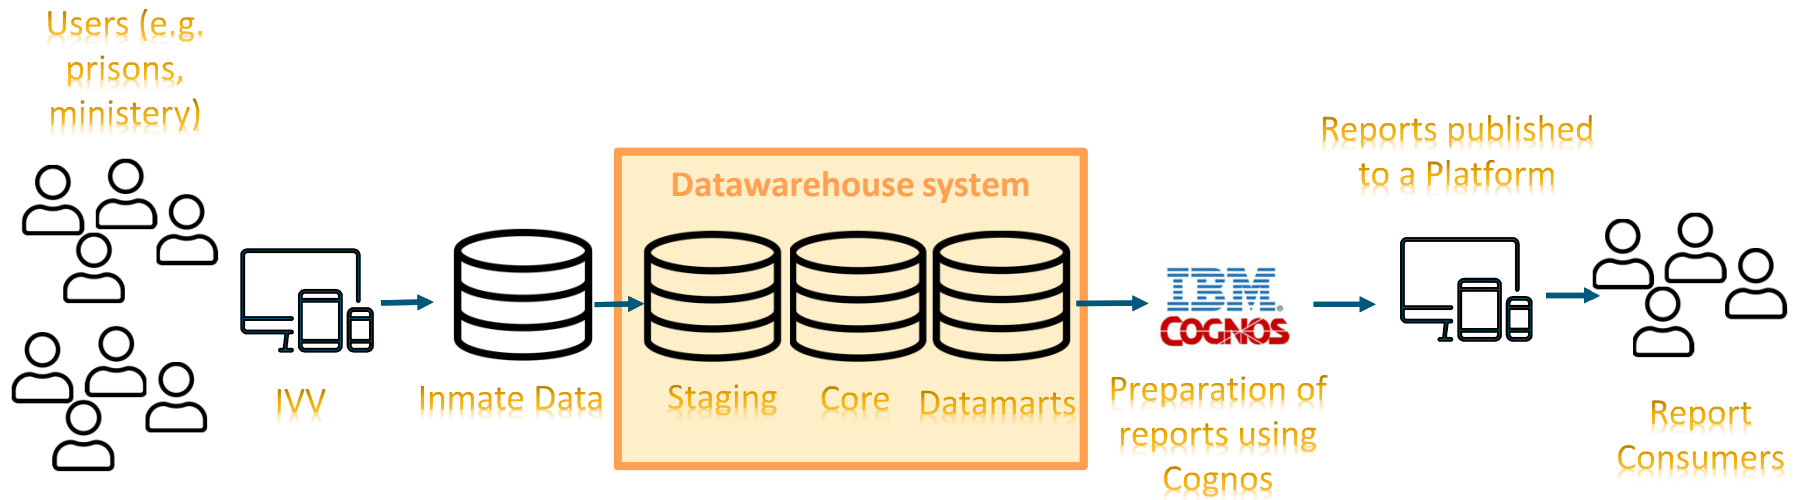 Users (e.g.
prisons,
ministery)
IVV
Inmate Data
Datawarehouse system
Staging
Core
Datamarts
IBM
COGNOS
Preparation of
reports using
Cognos
Reports published
to a Platform
Report
Consumers